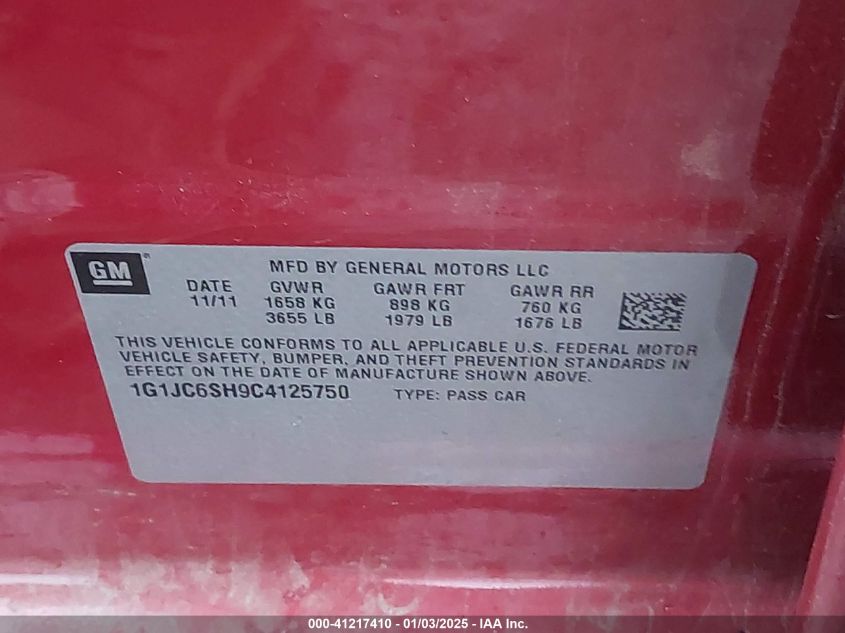 GM
MFD BY GENERAL MOTORS LLC
DATE GVWR GAWR FRT GAWR RR
11/11 1658 KG 898 KG 760 KG
3655 LB 1979 LB 1676 LB
THIS VEHICLE CONFORMS TO ALL APPLICABLE U.S. FEDERAL MOTOR
VEHICLE SAFETY, BUMPER, AND THEFT PREVENTION STANDARDS IN
EFFECT ON THE DATE OF MANUFACTURE SHOWN ABOVE.
1G1JC6SH9C4125750 TYPE: PASS CAR
000-41217410 - 01/03/2025 - IAA Inc.